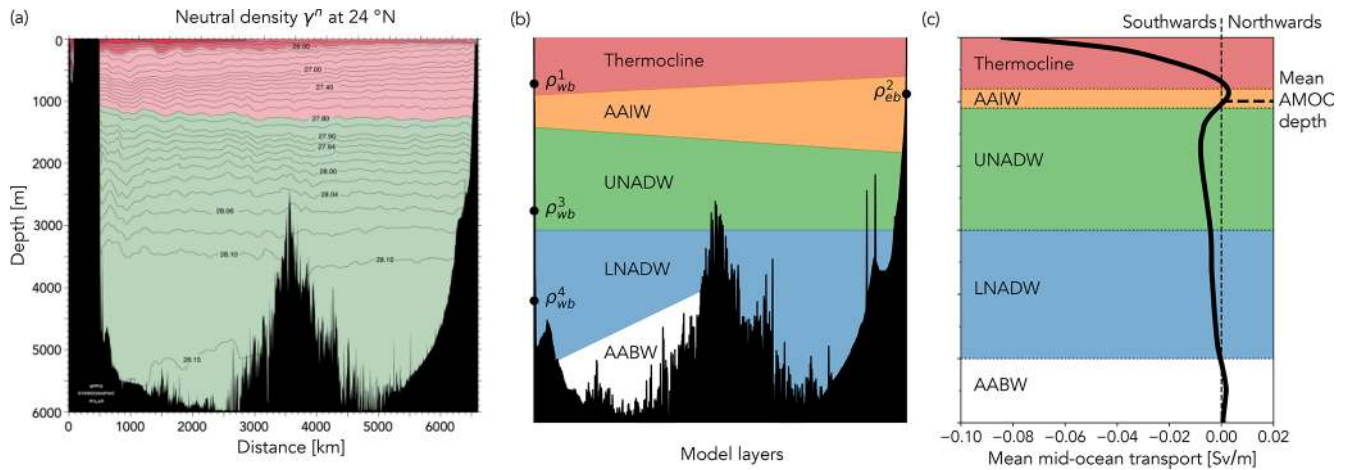 (a)
Neutral density γⁿ at 24 °N
0
1000
2000
3000
4000
5000
6000
Depth [m]
26.00
27.00
27.40
27.80
27.90
27.94
28.00
28.04
28.06
28.10
28.10
28.15
0 1000 2000 3000 4000 5000 6000
Distance [km]
(b)
Thermocline
ρ¹wb
ρ²eb
AAIW
UNADW
ρ³wb
LNADW
ρ⁴wb
AABW
Model layers
(c)
Southwards Northwards
Thermocline
Mean
AAIW
AMOC
depth
UNADW
LNADW
AABW
−0.10 −0.08 −0.06 −0.04 −0.02 0.00 0.02
Mean mid-ocean transport [Sv/m]